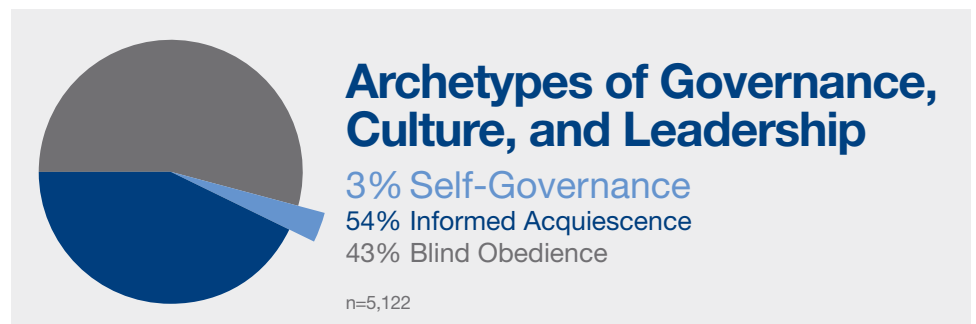 Archetypes of Governance,
Culture, and Leadership
3% Self-Governance
54% Informed Acquiescence
43% Blind Obedience
n=5,122